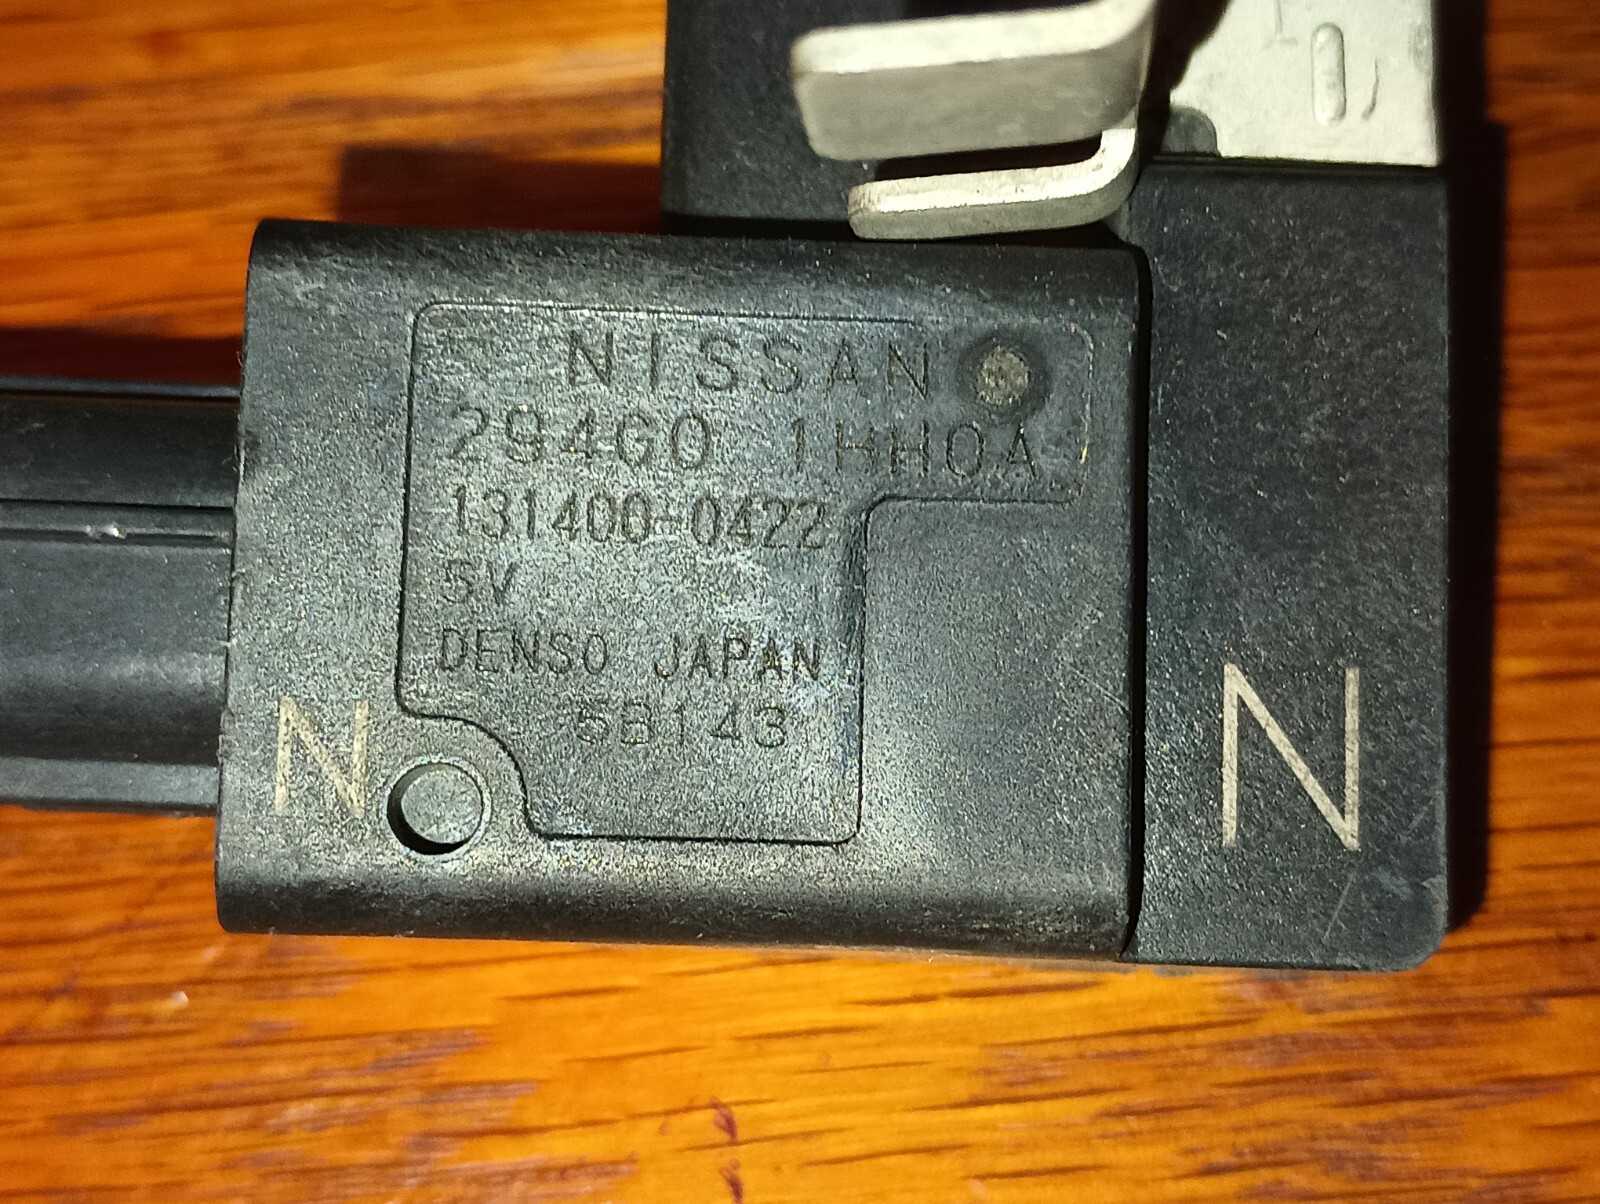 NISSAN
294G0 1HH0A
131400-0422
5V
DENSO JAPAN
5B143
N
N